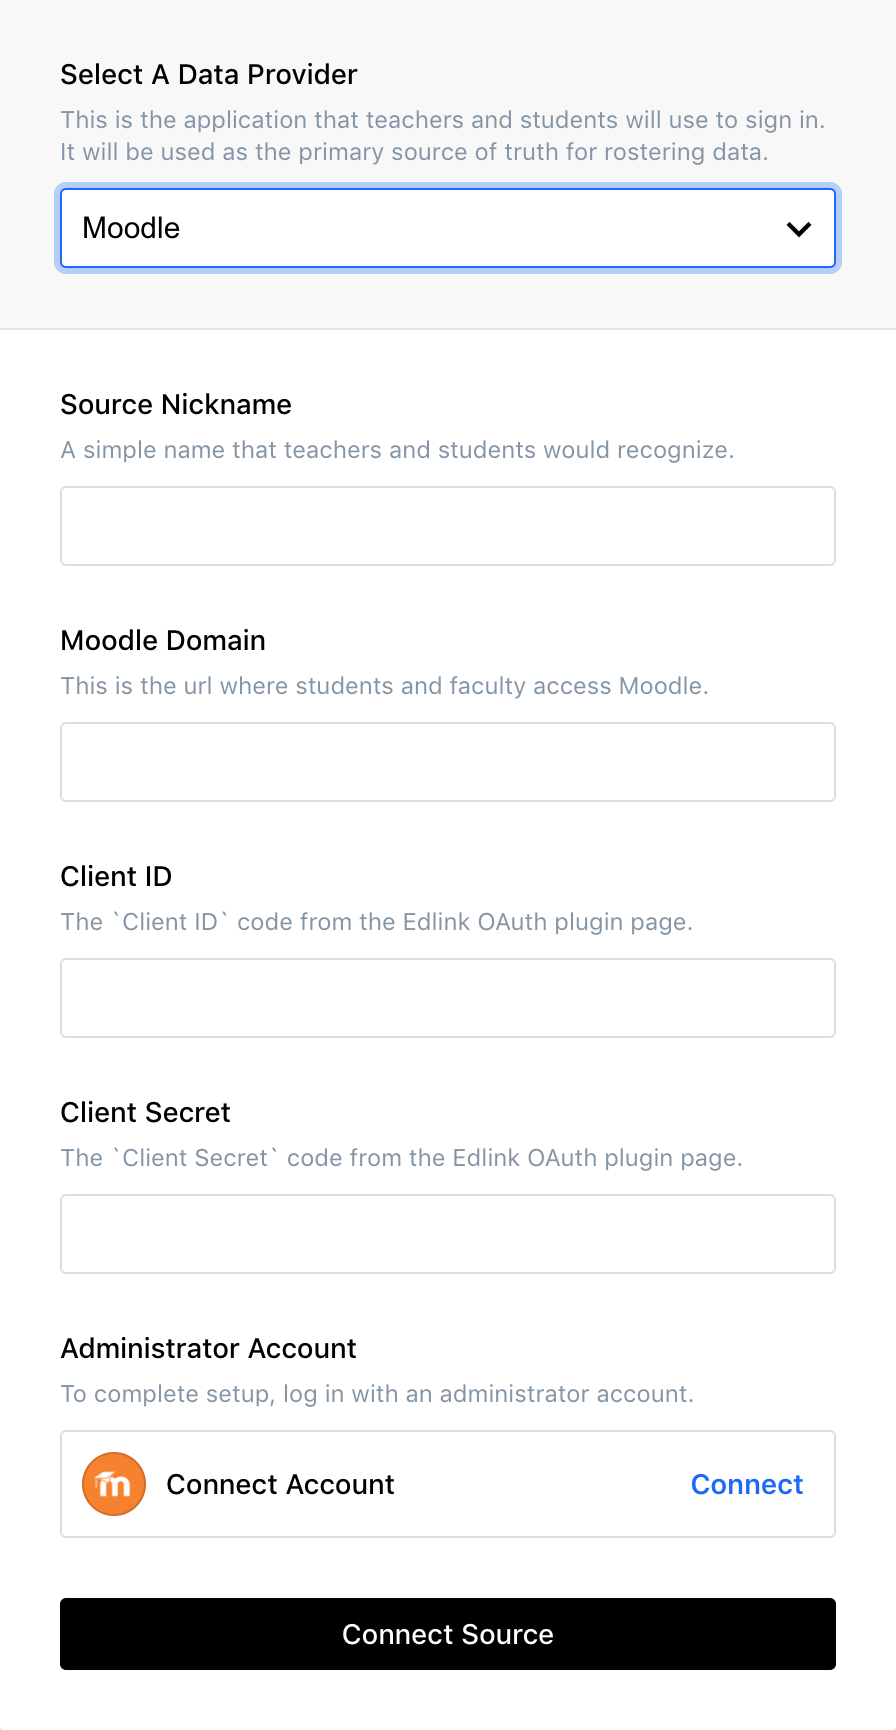 Select A Data Provider
This is the application that teachers and students will use to sign in.
It will be used as the primary source of truth for rostering data.
Moodle
Source Nickname
A simple name that teachers and students would recognize.
Moodle Domain
This is the url where students and faculty access Moodle.
Client ID
The `Client ID` code from the Edlink OAuth plugin page.
Client Secret
The `Client Secret` code from the Edlink OAuth plugin page.
Administrator Account
To complete setup, log in with an administrator account.
m Connect Account Connect
Connect Source